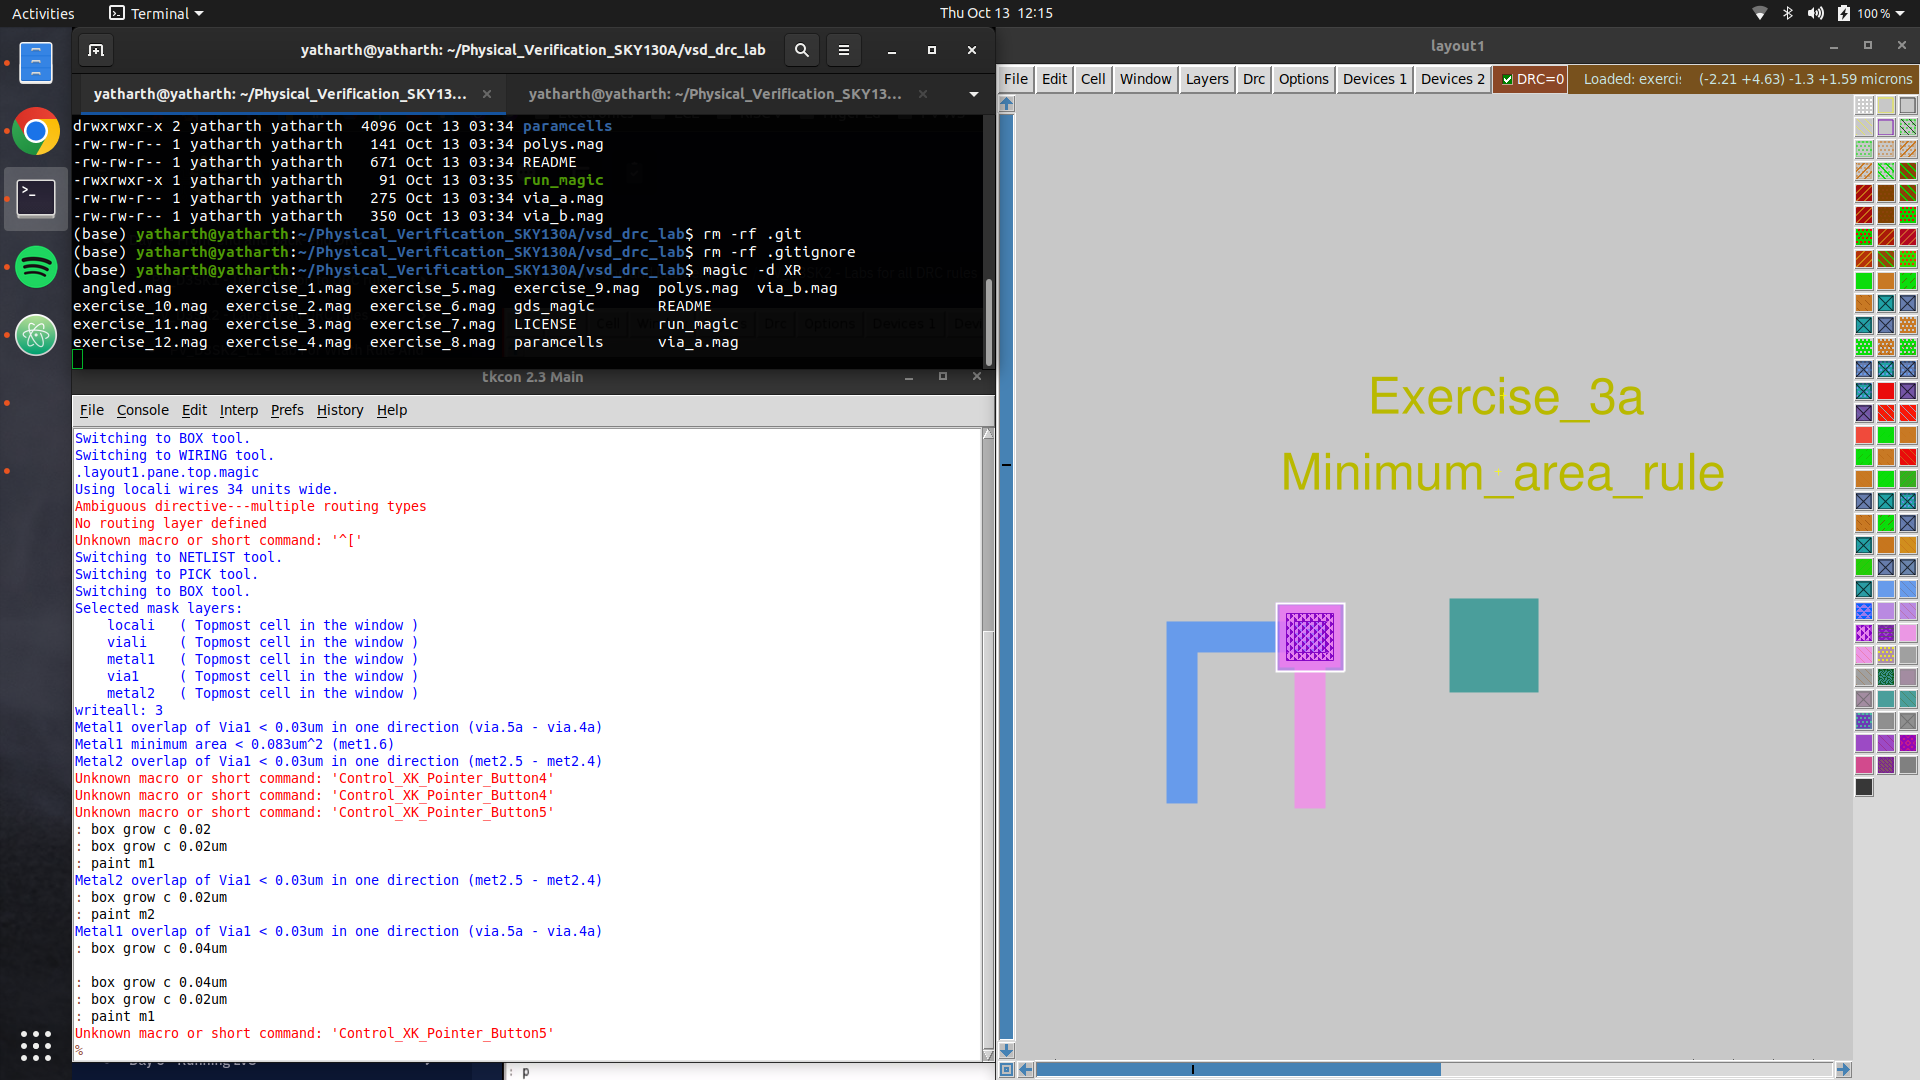 Activities
Terminal
Thu Oct 13 12:15
100 %
yatharth@yatharth: ~/Physical_Verification_SKY130A/vsd_drc_lab
yatharth@yatharth: ~/Physical_Verification_SKY13...
yatharth@yatharth: ~/Physical_Verification_SKY13...
drwxrwxr-x 2 yatharth yatharth 4096 Oct 13 03:34 paramcells
-rw-rw-r-- 1 yatharth yatharth 141 Oct 13 03:34 polys.mag
-rw-rw-r-- 1 yatharth yatharth 671 Oct 13 03:34 README
-rwxrwxr-x 1 yatharth yatharth 91 Oct 13 03:35 run_magic
-rw-rw-r-- 1 yatharth yatharth 275 Oct 13 03:34 via_a.mag
-rw-rw-r-- 1 yatharth yatharth 350 Oct 13 03:34 via_b.mag
(base) yatharth@yatharth:~/Physical_Verification_SKY130A/vsd_drc_lab$ rm -rf .git
(base) yatharth@yatharth:~/Physical_Verification_SKY130A/vsd_drc_lab$ rm -rf .gitignore
(base) yatharth@yatharth:~/Physical_Verification_SKY130A/vsd_drc_lab$ magic -d XR
angled.mag exercise_1.mag exercise_5.mag exercise_9.mag polys.mag via_b.mag
exercise_10.mag exercise_2.mag exercise_6.mag gds_magic README
exercise_11.mag exercise_3.mag exercise_7.mag LICENSE run_magic
exercise_12.mag exercise_4.mag exercise_8.mag paramcells via_a.mag
tkcon 2.3 Main
File Console Edit Interp Prefs History Help
Switching to BOX tool.
Switching to WIRING tool.
.layout1.pane.top.magic
Using locali wires 34 units wide.
Ambiguous directive---multiple routing types
No routing layer defined
Unknown macro or short command: '^['
Switching to NETLIST tool.
Switching to PICK tool.
Switching to BOX tool.
Selected mask layers:
locali ( Topmost cell in the window )
viali ( Topmost cell in the window )
metal1 ( Topmost cell in the window )
via1 ( Topmost cell in the window )
metal2 ( Topmost cell in the window )
writeall: 3
Metal1 overlap of Via1 < 0.03um in one direction (via.5a - via.4a)
Metal1 minimum area < 0.083um^2 (met1.6)
Metal2 overlap of Via1 < 0.03um in one direction (met2.5 - met2.4)
Unknown macro or short command: 'Control_XK_Pointer_Button4'
Unknown macro or short command: 'Control_XK_Pointer_Button4'
Unknown macro or short command: 'Control_XK_Pointer_Button5'
: box grow c 0.02
: box grow c 0.02um
: paint m1
Metal2 overlap of Via1 < 0.03um in one direction (met2.5 - met2.4)
: box grow c 0.02um
: paint m2
Metal1 overlap of Via1 < 0.03um in one direction (via.5a - via.4a)
: box grow c 0.04um
: box grow c 0.04um
: box grow c 0.02um
: paint m1
Unknown macro or short command: 'Control_XK_Pointer_Button5'
%
: p
layout1
File Edit Cell Window Layers Drc Options Devices 1 Devices 2 DRC=0 Loaded: exerci (-2.21 +4.63) -1.3 +1.59 microns
Exercise_3a
Minimum_area_rule